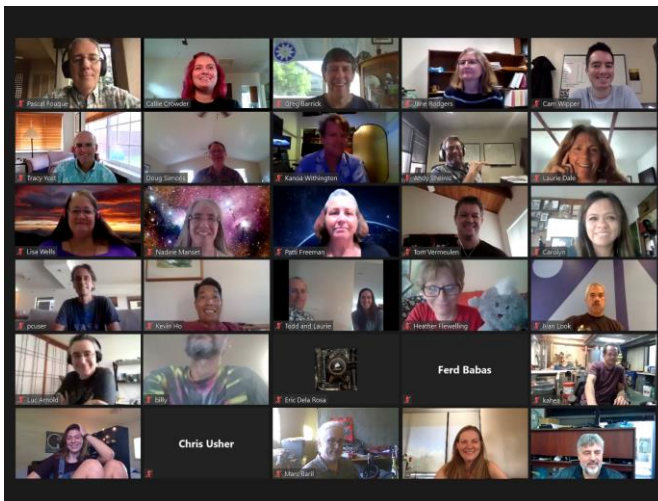 Pascal Fouque
Callie Crowder
Greg Barrick
Jane Rodgers
Cam Wipper
Tracy Yost
Doug Simons
Kanoa Withington
Andy Sheinis
Laurie Dale
Lisa Wells
Nadine Manset
Patti Freeman
Tom Vermeulen
Carolyn
pcuser
Kevin Ho
Todd and Laurie
Heather Flewelling
Ivan Look
Luc Arnold
billy
Eric Dela Rosa
Ferd Babas
kahea
Chris Usher
Marc Baril